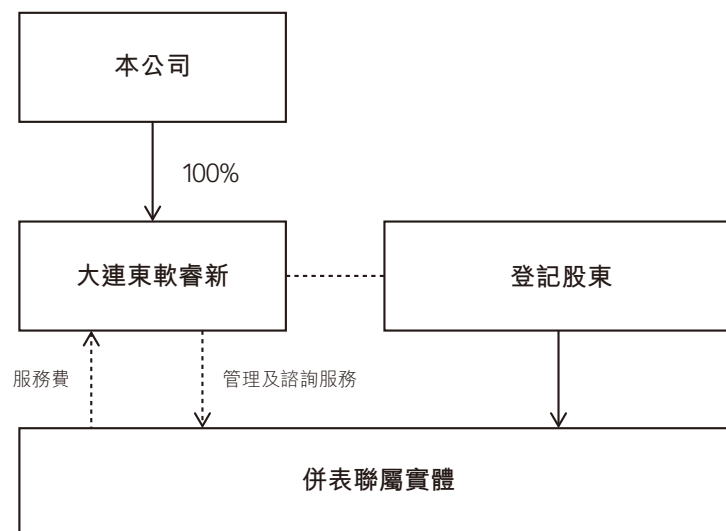 本公司
100%
大連東軟睿新
登記股東
服務費
管理及諮詢服務
併表聯屬實體